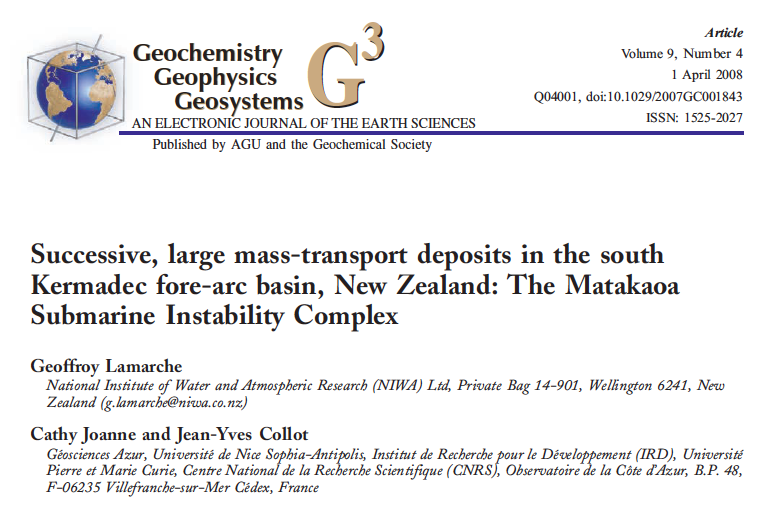 Geochemistry
Geophysics
Geosystems
G3
AN ELECTRONIC JOURNAL OF THE EARTH SCIENCES
Published by AGU and the Geochemical Society
Article
Volume 9, Number 4
1 April 2008
Q04001, doi:10.1029/2007GC001843
ISSN: 1525-2027
Successive, large mass-transport deposits in the south
Kermadec fore-arc basin, New Zealand: The Matakaoa
Submarine Instability Complex
Geoffroy Lamarche
National Institute of Water and Atmospheric Research (NIWA) Ltd, Private Bag 14-901, Wellington 6241, New
Zealand (g.lamarche@niwa.co.nz)
Cathy Joanne and Jean-Yves Collot
Géosciences Azur, Université de Nice Sophia-Antipolis, Institut de Recherche pour le Développement (IRD), Université
Pierre et Marie Curie, Centre National de la Recherche Scientifique (CNRS), Observatoire de la Côte d'Azur, B.P. 48,
F-06235 Villefranche-sur-Mer Cédex, France